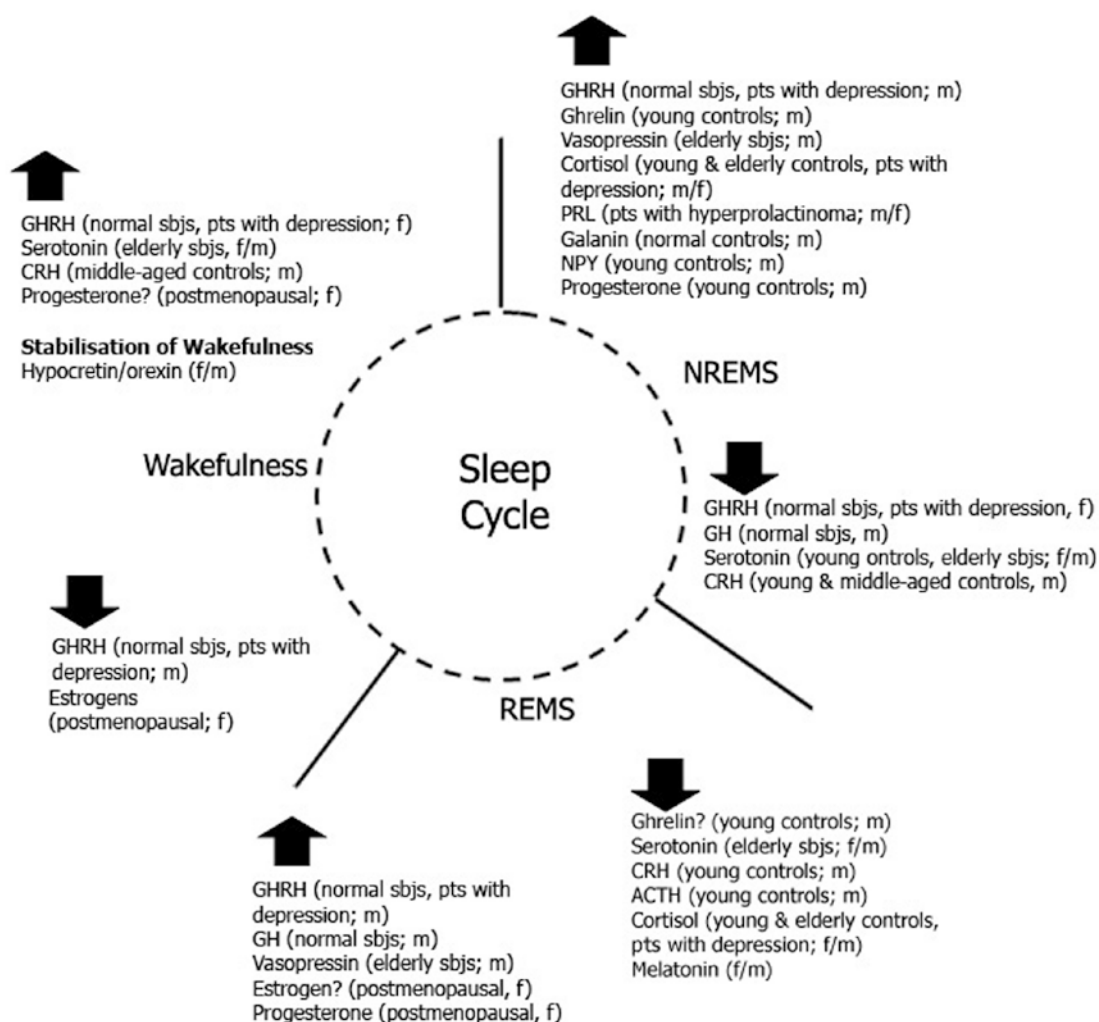 GHRH (normal sbjs, pts with depression; m)
Ghrelin (young controls; m)
Vasopressin (elderly sbjs; m)
Cortisol (young & elderly controls, pts with
depression; m/f)
PRL (pts with hyperprolactinoma; m/f)
Galanin (normal controls; m)
NPY (young controls; m)
Progesterone (young controls; m)
GHRH (normal sbjs, pts with depression; f)
Serotonin (elderly sbjs, f/m)
CRH (middle-aged controls; m)
Progesterone? (postmenopausal; f)
Stabilisation of Wakefulness
Hypocretin/orexin (f/m)
NREMS
Wakefulness
Sleep
Cycle
GHRH (normal sbjs, pts with depression, f)
GH (normal sbjs, m)
Serotonin (young ontrols, elderly sbjs; f/m)
CRH (young & middle-aged controls, m)
GHRH (normal sbjs, pts with
depression; m)
Estrogens
(postmenopausal; f)
REMS
Ghrelin? (young controls; m)
Serotonin (elderly sbjs; f/m)
CRH (young controls; m)
ACTH (young controls; m)
Cortisol (young & elderly controls,
pts with depression; f/m)
Melatonin (f/m)
GHRH (normal sbjs, pts with
depression; m)
GH (normal sbjs; m)
Vasopressin (elderly sbjs; m)
Estrogen? (postmenopausal, f)
Progesterone (postmenopausal, f)